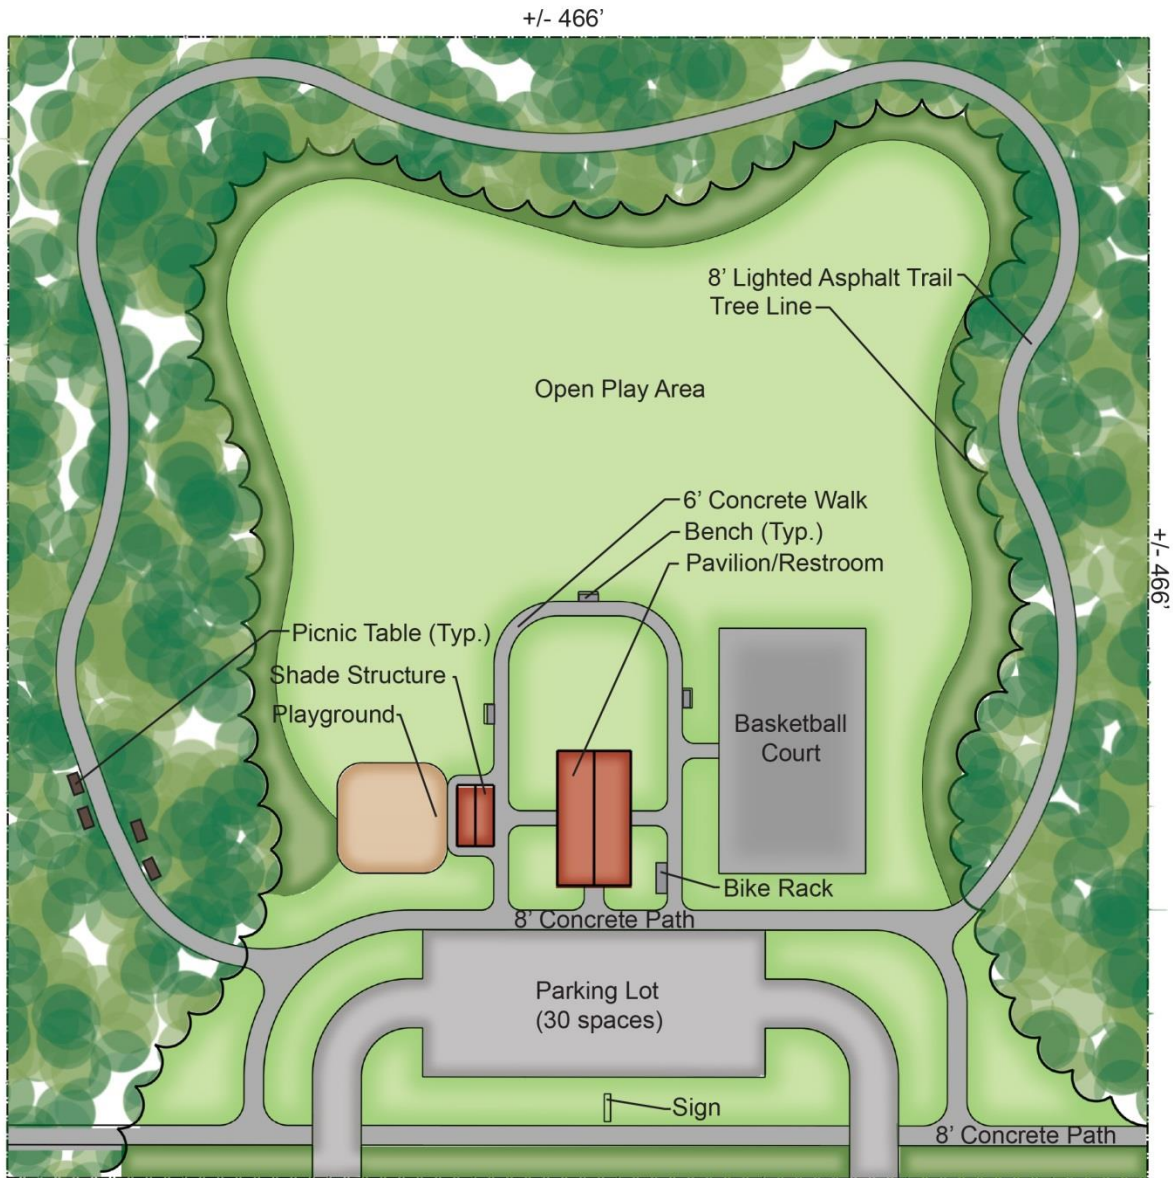 +/- 466’
8’ Lighted Asphalt Trail
Tree Line
Open Play Area
6’ Concrete Walk
Bench (Typ.)
Pavilion/Restroom
+/- 466’
Picnic Table (Typ.)
Shade Structure
Playground
Basketball
Court
Bike Rack
8’ Concrete Path
Parking Lot
(30 spaces)
Sign
8’ Concrete Path